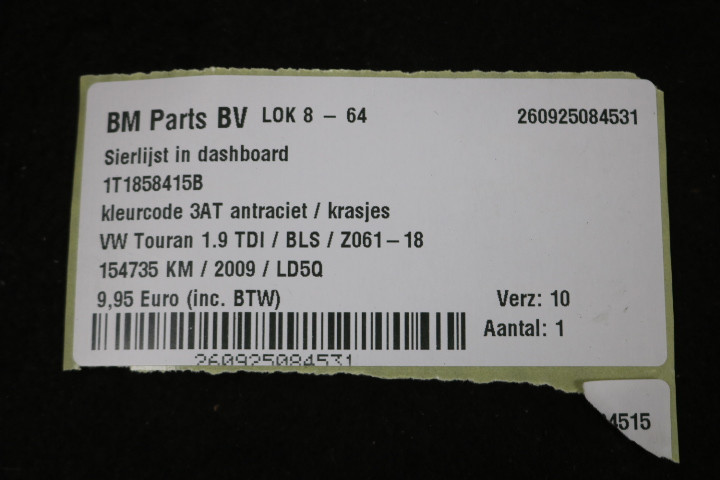 BM Parts BV LOK 8 – 64 260925084531
Sierlijst in dashboard
1T1858415B
kleurcode 3AT antraciet / krasjes
VW Touran 1.9 TDI / BLS / Z061–18
154735 KM / 2009 / LD5Q
9,95 Euro (inc. BTW) Verz: 10
Aantal: 1
260925084531
4515